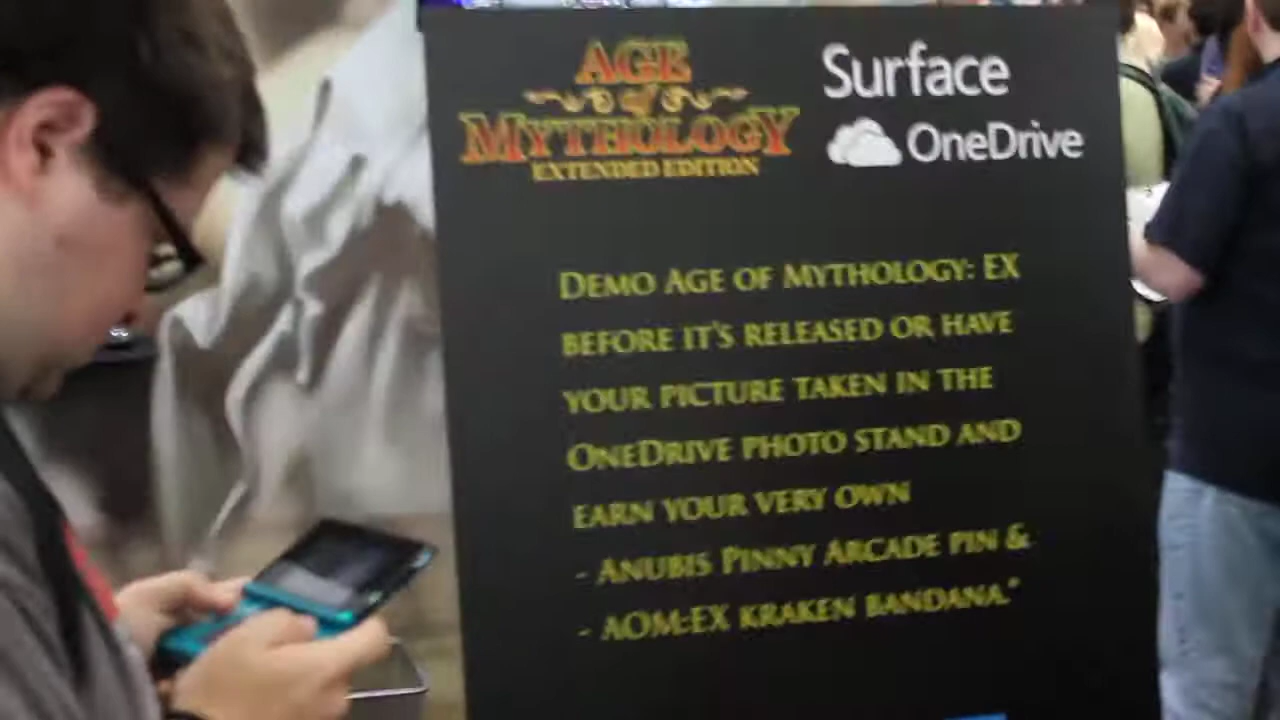 AGE
of
MYTHOLOGY
EXTENDED EDITION
Surface
OneDrive
DEMO AGE OF MYTHOLOGY: EX
BEFORE IT'S RELEASED OR HAVE
YOUR PICTURE TAKEN IN THE
ONEDRIVE PHOTO STAND AND
EARN YOUR VERY OWN
- ANUBIS PINNY ARCADE PIN &
- AOM:EX KRAKEN BANDANA.*